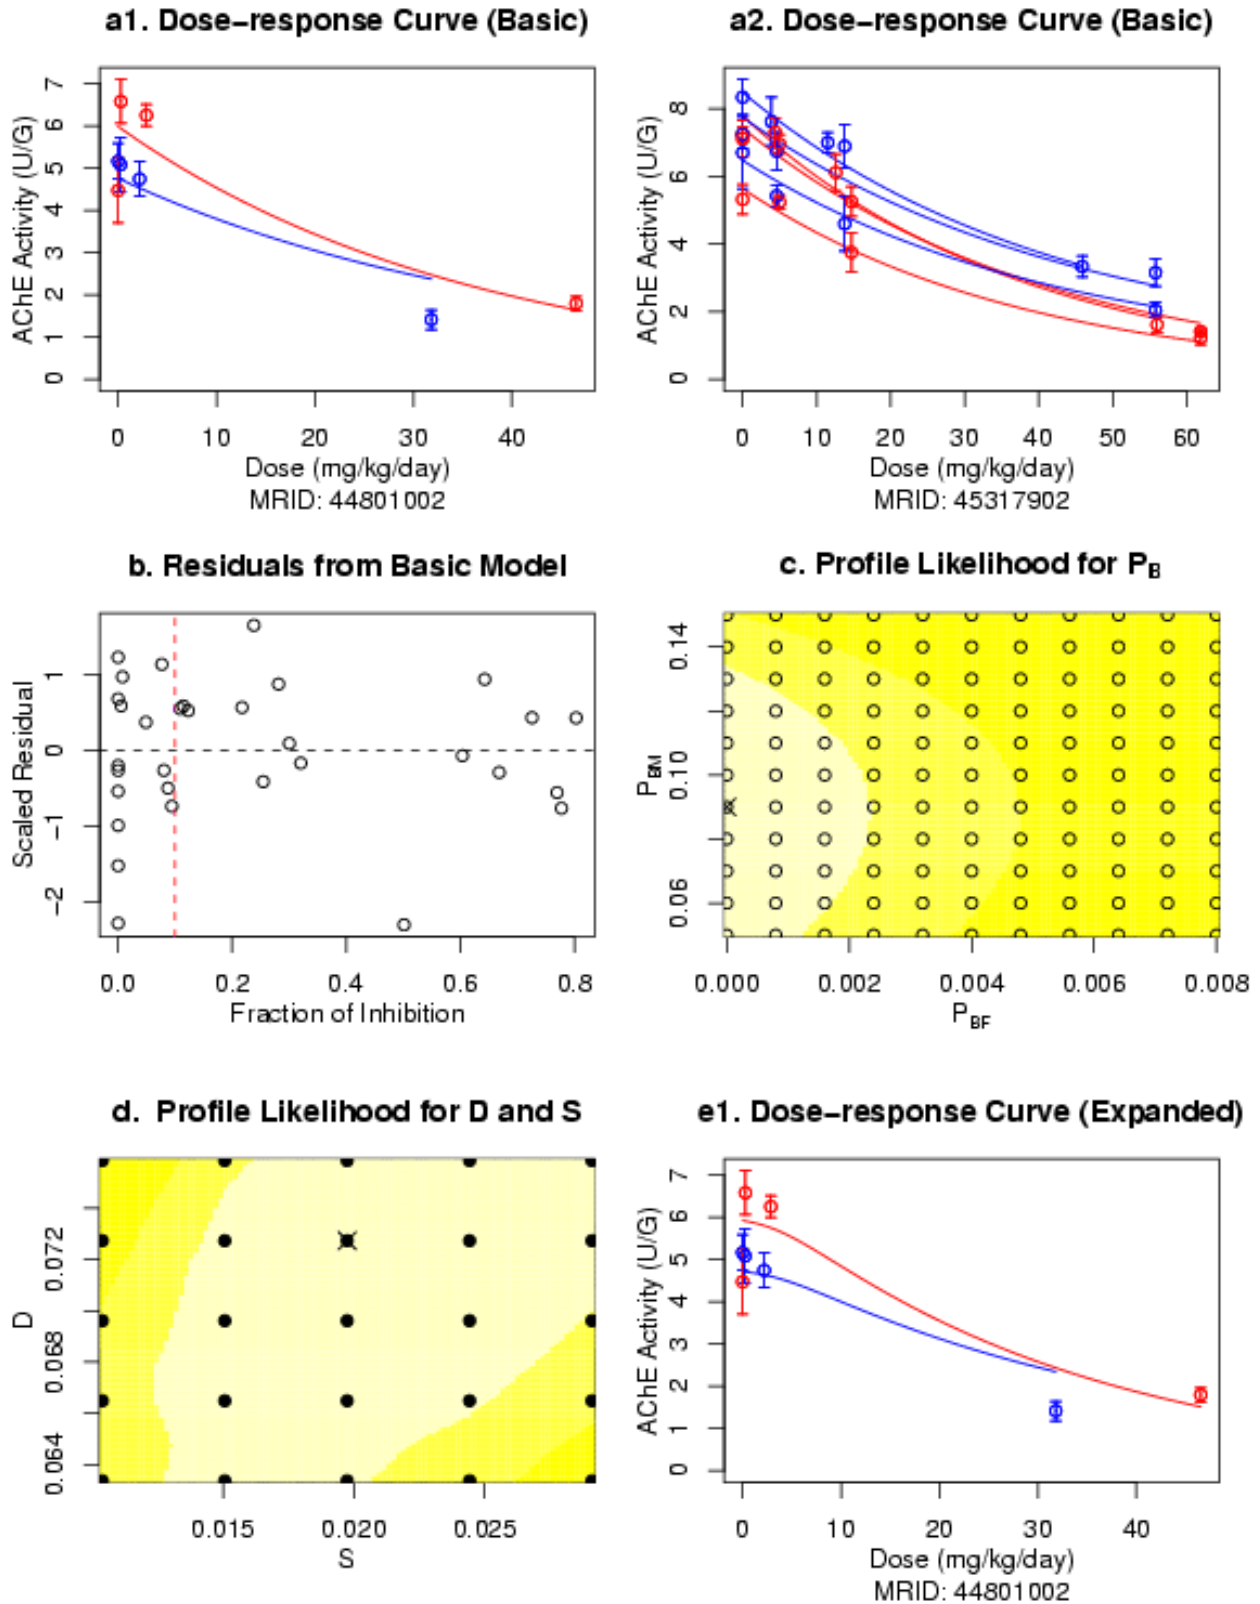 a1. Dose−response Curve (Basic)
AChE Activity (U/G)
7
6
5
4
3
2
1
0
0 10 20 30 40
Dose (mg/kg/day)
MRID: 44801002
a2. Dose−response Curve (Basic)
AChE Activity (U/G)
8
6
4
2
0
0 10 20 30 40 50 60
Dose (mg/kg/day)
MRID: 45317902
b. Residuals from Basic Model
Scaled Residual
1
0
−1
−2
0.0 0.2 0.4 0.6 0.8
Fraction of Inhibition
c. Profile Likelihood for PB
PBM
0.14
0.10
0.06
0.000 0.002 0.004 0.006 0.008
PBF
d. Profile Likelihood for D and S
D
0.072
0.068
0.064
0.015 0.020 0.025
S
e1. Dose−response Curve (Expanded)
AChE Activity (U/G)
7
6
5
4
3
2
1
0
0 10 20 30 40
Dose (mg/kg/day)
MRID: 44801002